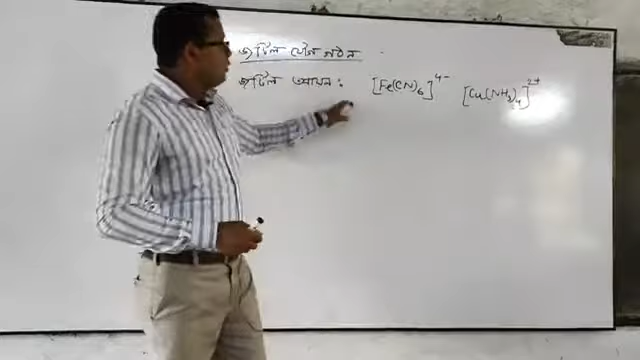 জটিল যৌগ গঠন
জটিল আয়ন : [Fe(CN)6]4- [Cu(NH3)4]2+